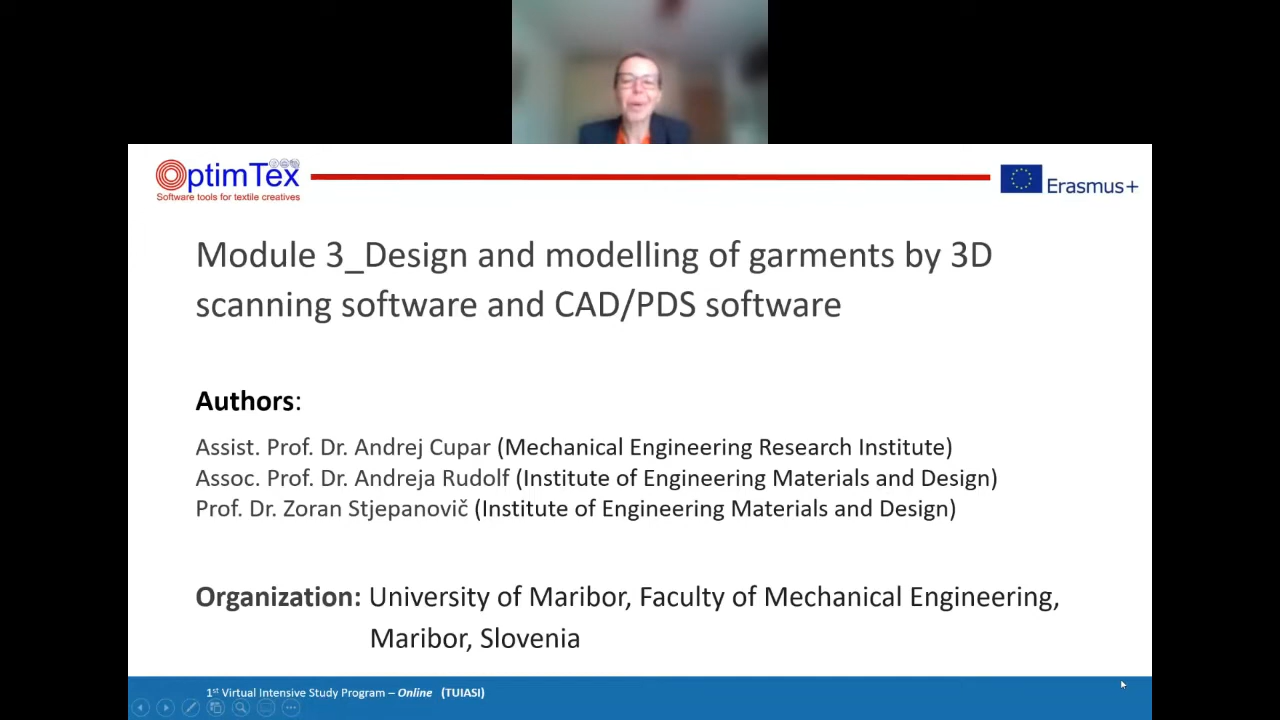 OptimTex
Software tools for textile creatives
Erasmus+
Module 3_Design and modelling of garments by 3D
scanning software and CAD/PDS software
Authors:
Assist. Prof. Dr. Andrej Cupar (Mechanical Engineering Research Institute)
Assoc. Prof. Dr. Andreja Rudolf (Institute of Engineering Materials and Design)
Prof. Dr. Zoran Stjepanovič (Institute of Engineering Materials and Design)
Organization: University of Maribor, Faculty of Mechanical Engineering,
Maribor, Slovenia
1st Virtual Intensive Study Program – Online (TUIASI)